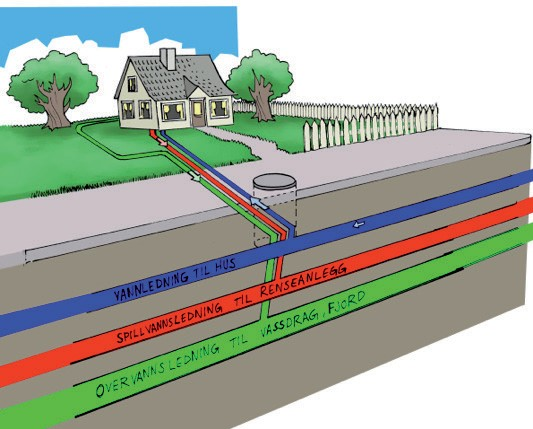 VANNLEDNING TIL HUS
SPILLVANNSLEDNING TIL RENSEANLEGG
OVERVANNSLEDNING TIL VASSDRAG, FJORD